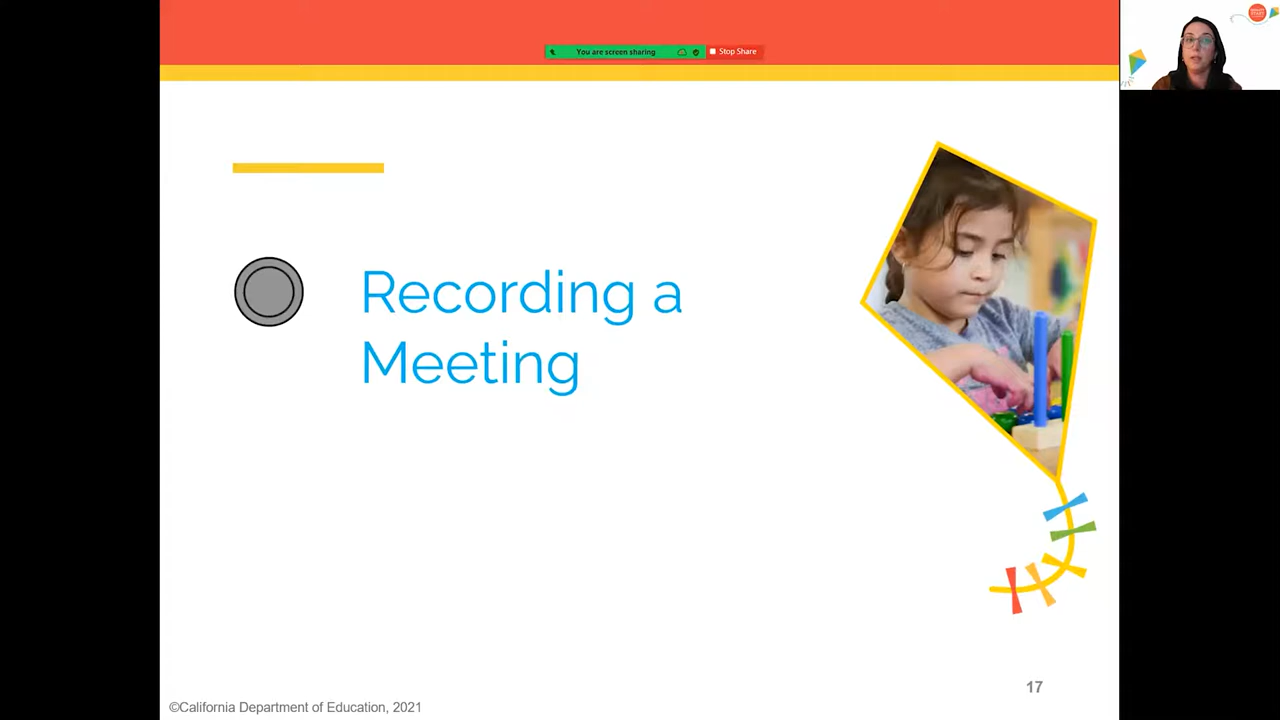 You are screen sharing
Stop Share
Recording a
Meeting
17
©California Department of Education, 2021